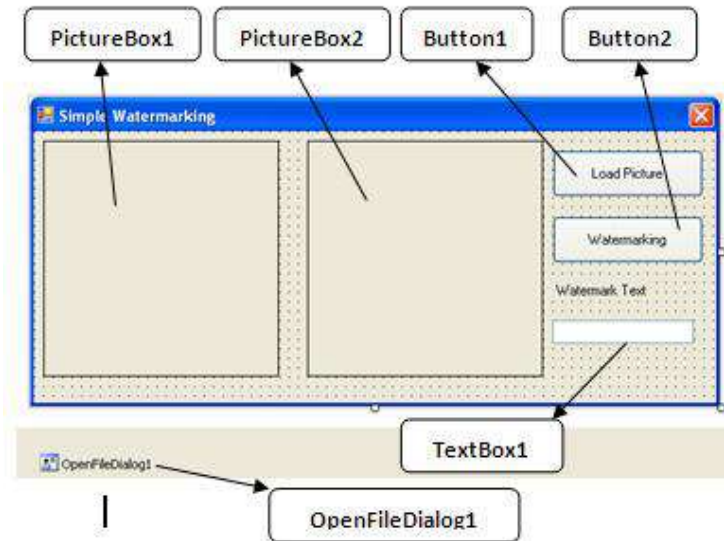 PictureBox1 PictureBox2 Button1 Button2
Simple Watermarking
Load Picture
Watermarking
Watermark Text
TextBox1
OpenFileDialog1
OpenFileDialog1